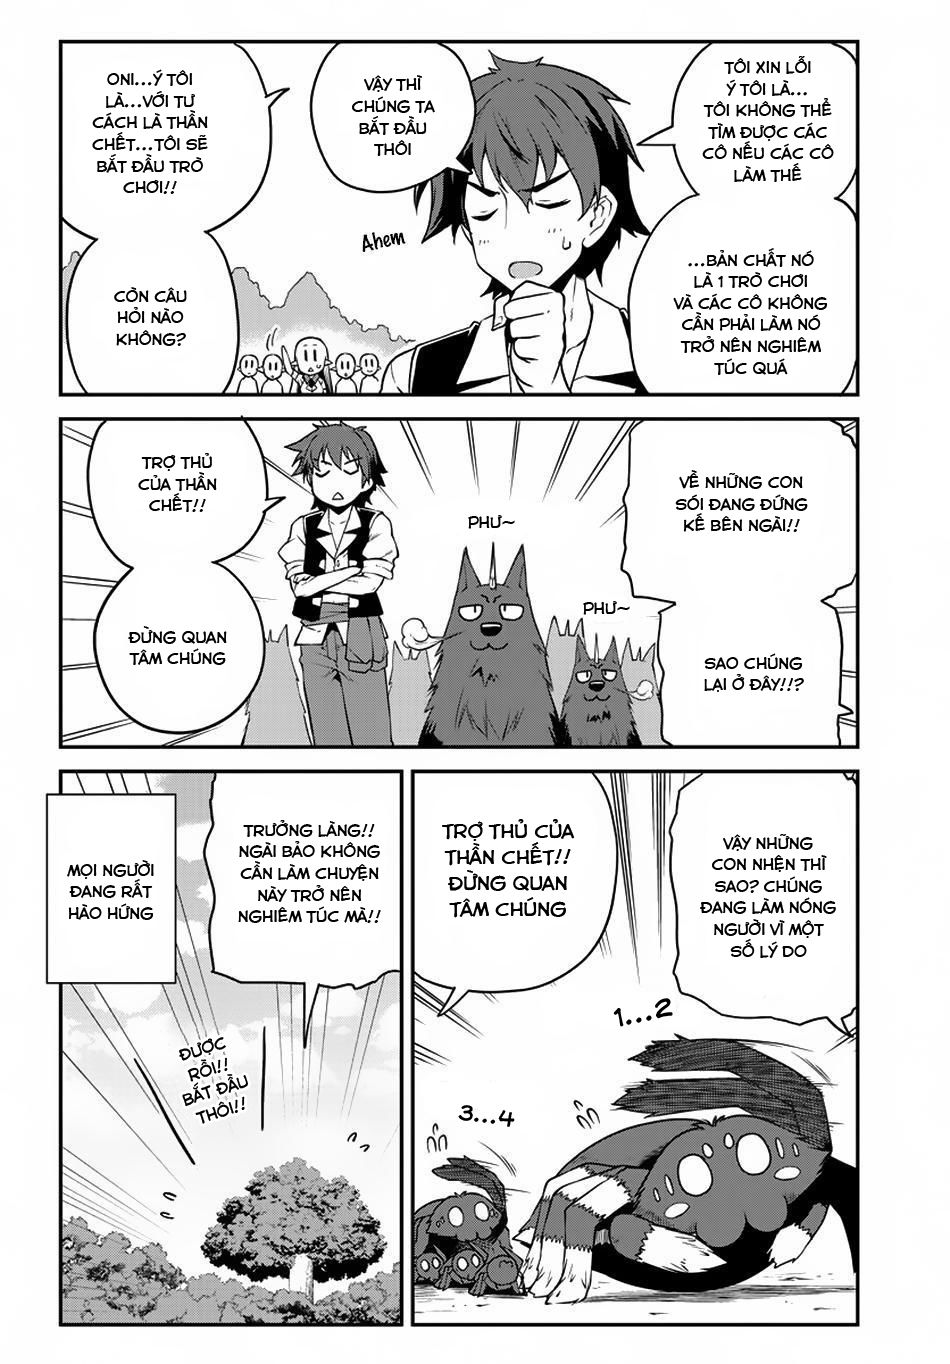 TÔI XIN LỖI
Ý TÔI LÀ...
TÔI KHÔNG THỂ
TÌM ĐƯỢC CÁC
CÔ NẾU CÁC CÔ
LÀM THẾ
...BẢN CHẤT NÓ
LÀ 1 TRÒ CHƠI
VÀ CÁC CÔ KHÔNG
CẦN PHẢI LÀM NÓ
TRỞ NÊN NGHIÊM
TÚC QUÁ
VẬY THÌ
CHÚNG TA
BẮT ĐẦU
THÔI
Ahem
ONI...Ý TÔI
LÀ...VỚI TƯ
CÁCH LÀ THẦN
CHẾT...TÔI SẼ
BẮT ĐẦU TRÒ
CHƠI!!
CÒN CÂU
HỎI NÀO
KHÔNG?
VỀ NHỮNG CON
SÓI ĐANG ĐỨNG
KẾ BÊN NGÀI!!
SAO CHÚNG
LẠI Ở ĐÂY!!?
PHƯ~
PHƯ~
TRỢ THỦ
CỦA THẦN
CHẾT!!
ĐỪNG QUAN
TÂM CHÚNG
VẬY NHỮNG
CON NHỆN THÌ
SAO? CHÚNG
ĐANG LÀM NÓNG
NGƯỜI VÌ MỘT
SỐ LÝ DO
TRỢ THỦ CỦA
THẦN CHẾT!!
ĐỪNG QUAN
TÂM CHÚNG
1...2
3...4
TRƯỞNG LÀNG!!
NGÀI BẢO KHÔNG
CẦN LÀM CHUYỆN
NÀY TRỞ NÊN
NGHIÊM TÚC MÀ!!
MỌI NGƯỜI
ĐANG RẤT
HÀO HỨNG
ĐƯỢC
RỒI!!
BẮT ĐẦU
THÔI!!